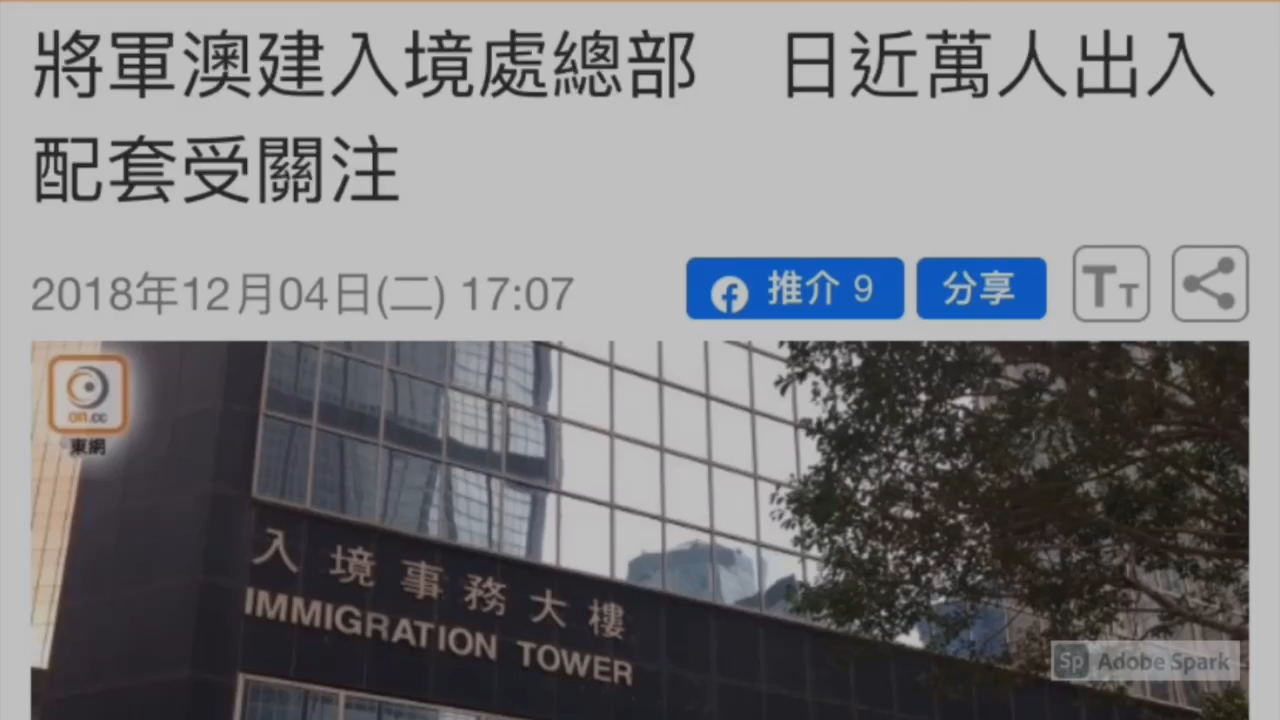 將軍澳建入境處總部　日近萬人出入
配套受關注
2018年12月04日(二) 17:07
推介 9
分享
TT
on.cc
東網
入境事務大樓
IMMIGRATION TOWER
Sp Adobe Spark